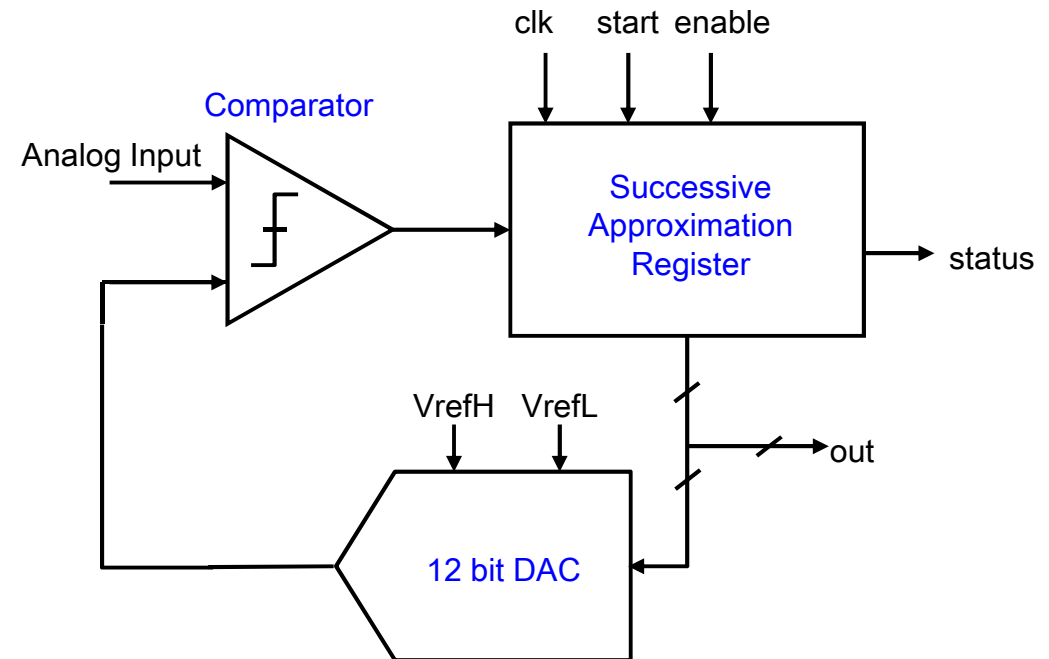 clk start enable
Comparator
Analog Input
Successive
Approximation
Register
status
VrefH VrefL
out
12 bit DAC